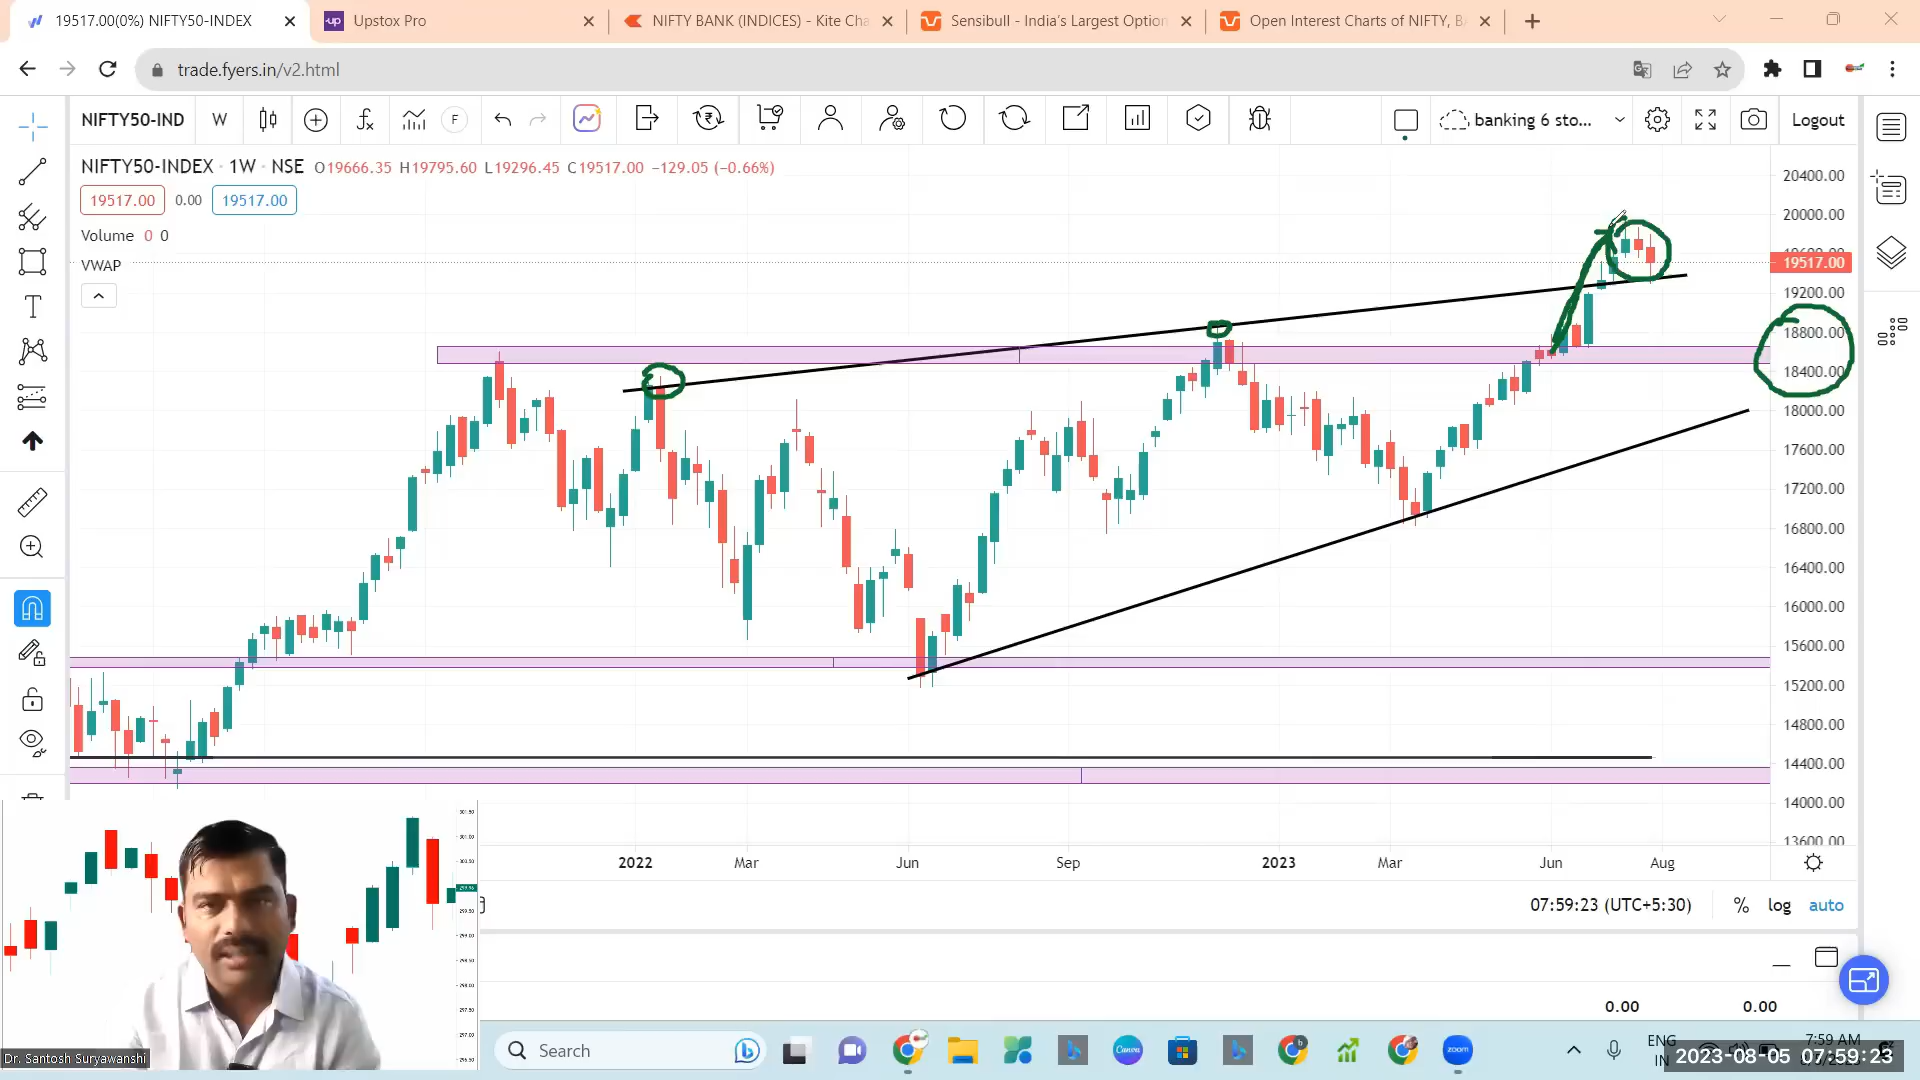 19517.00(0%) NIFTY50-INDEX
Upstox Pro
NIFTY BANK (INDICES) - Kite Cha
Sensibull - India's Largest Option
Open Interest Charts of NIFTY, B
trade.fyers.in/v2.html
NIFTY50-IND
W
F
banking 6 sto...
Logout
NIFTY50-INDEX · 1W · NSE O19666.35 H19795.60 L19296.45 C19517.00 −129.05 (−0.66%)
19517.00 0.00 19517.00
Volume 0 0
VWAP
20400.00
20000.00
19517.00
19200.00
18800.00
18400.00
18000.00
17600.00
17200.00
16800.00
16400.00
16000.00
15600.00
15200.00
14800.00
14400.00
14000.00
13600.00
2022 Mar Jun Sep 2023 Mar Jun Aug
07:59:23 (UTC+5:30) % log auto
0.00 0.00
Dr. Santosh Suryawanshi
Search
Canva
zoom
ENG
IN
7:59 AM
2023-08-05 07:59:23